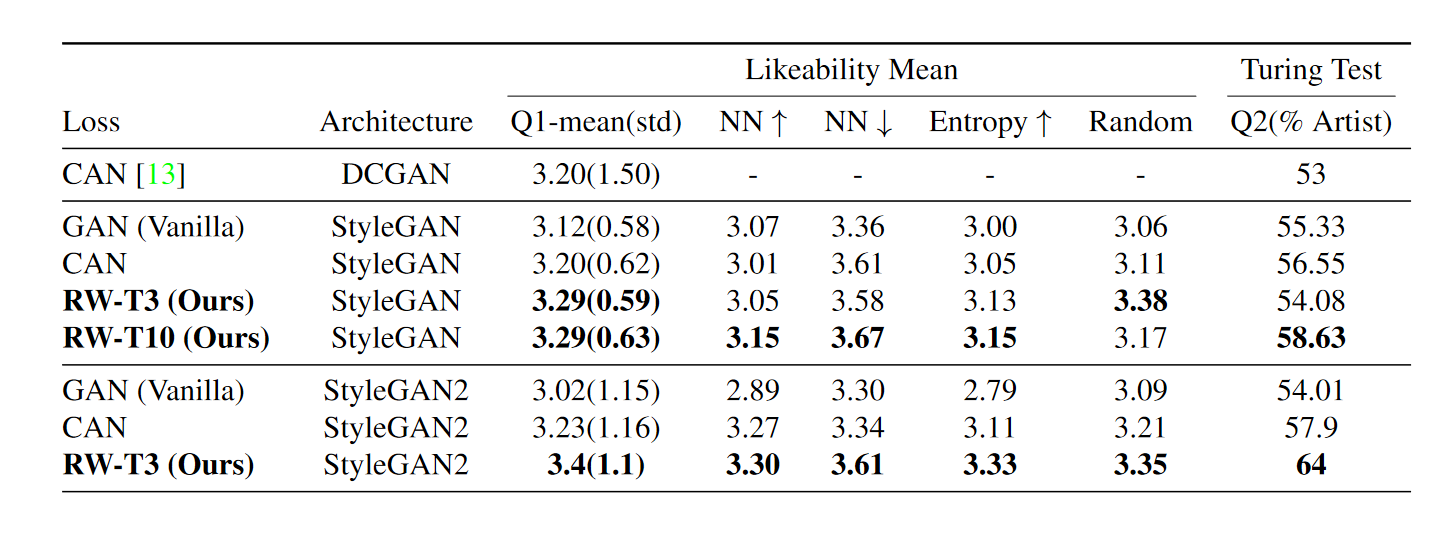 Likeability Mean Turing Test
Loss Architecture Q1-mean(std) NN ↑ NN ↓ Entropy ↑ Random Q2(% Artist)
CAN [13] DCGAN 3.20(1.50) - - - - 53
GAN (Vanilla) StyleGAN 3.12(0.58) 3.07 3.36 3.00 3.06 55.33
CAN StyleGAN 3.20(0.62) 3.01 3.61 3.05 3.11 56.55
RW-T3 (Ours) StyleGAN 3.29(0.59) 3.05 3.58 3.13 3.38 54.08
RW-T10 (Ours) StyleGAN 3.29(0.63) 3.15 3.67 3.15 3.17 58.63
GAN (Vanilla) StyleGAN2 3.02(1.15) 2.89 3.30 2.79 3.09 54.01
CAN StyleGAN2 3.23(1.16) 3.27 3.34 3.11 3.21 57.9
RW-T3 (Ours) StyleGAN2 3.4(1.1) 3.30 3.61 3.33 3.35 64